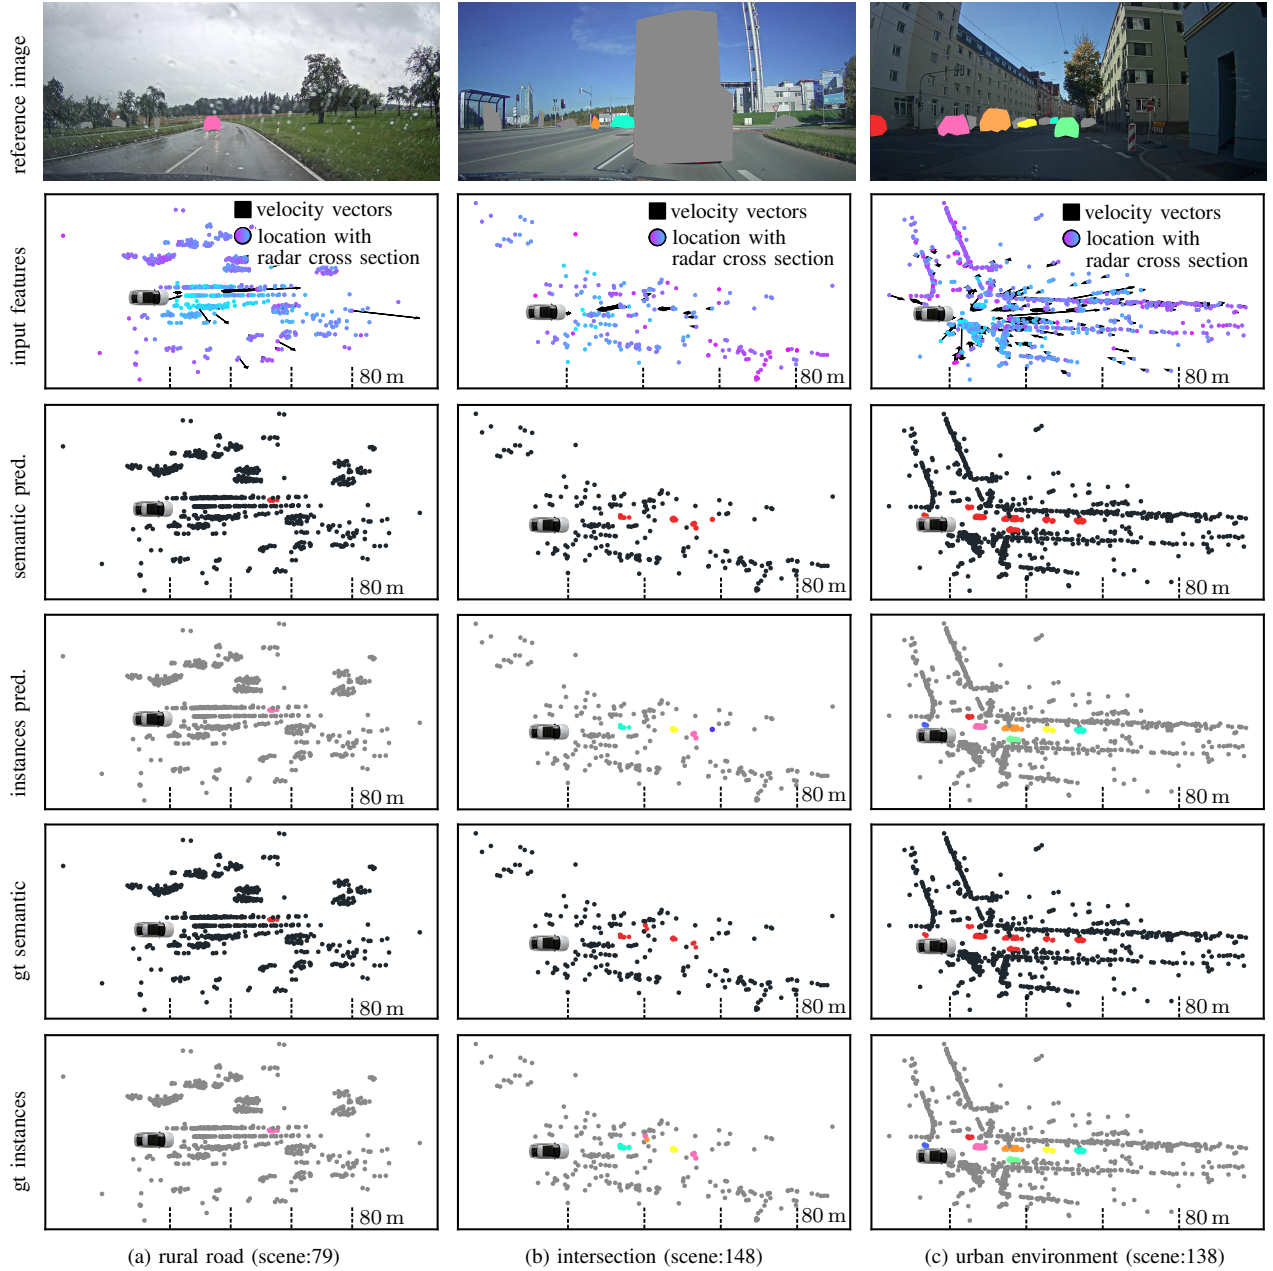 reference image
input features
velocity vectors
location with
radar cross section
80 m
velocity vectors
location with
radar cross section
80 m
velocity vectors
location with
radar cross section
80 m
semantic pred.
80 m
80 m
80 m
instances pred.
80 m
80 m
80 m
gt semantic
80 m
80 m
80 m
gt instances
80 m
80 m
80 m
(a) rural road (scene:79)
(b) intersection (scene:148)
(c) urban environment (scene:138)